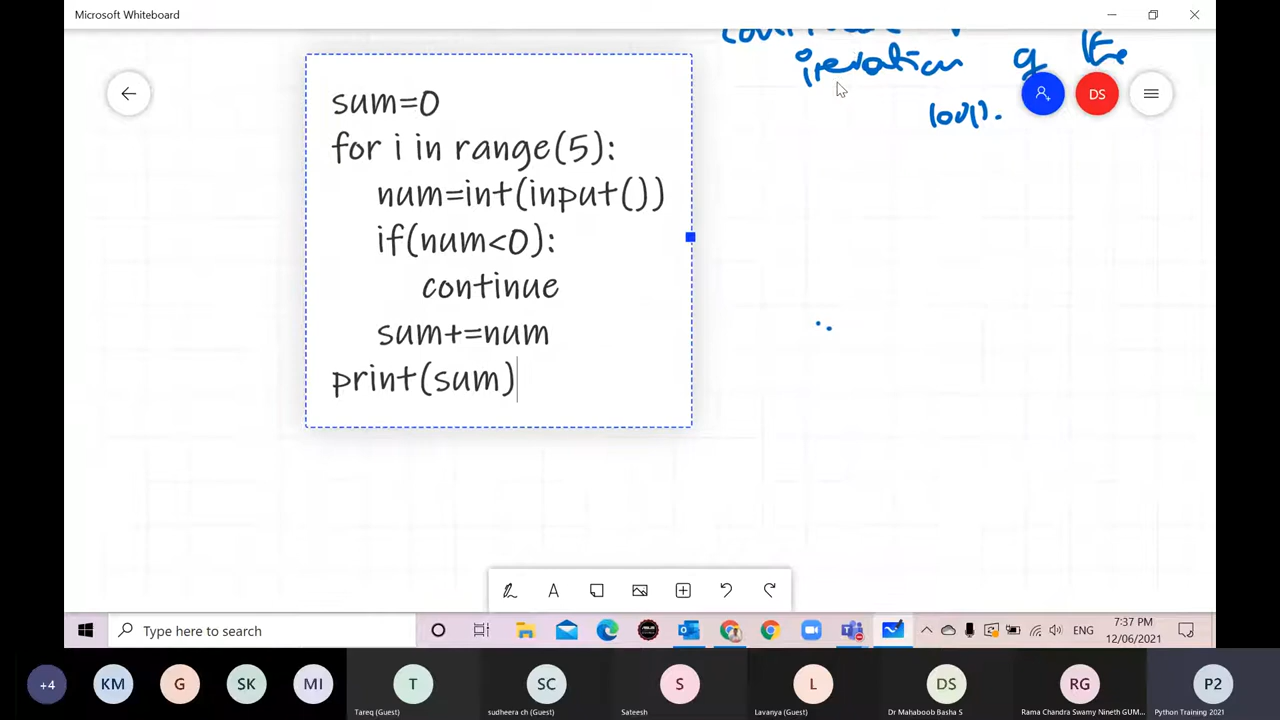 Microsoft Whiteboard
iteration of the
loop.
DS
sum=0
for i in range(5):
num=int(input())
if(num<0):
continue
sum+=num
print(sum)
A
Type here to search
ENG
7:37 PM
12/06/2021
+4
KM
G
SK
MI
T
SC
S
L
DS
RG
P2
Tareq (Guest)
sudheera ch (Guest)
Sateesh
Lavanya (Guest)
Dr Mahaboob Basha S
Rama Chandra Swamy Nineth GUM...
Python Training 2021